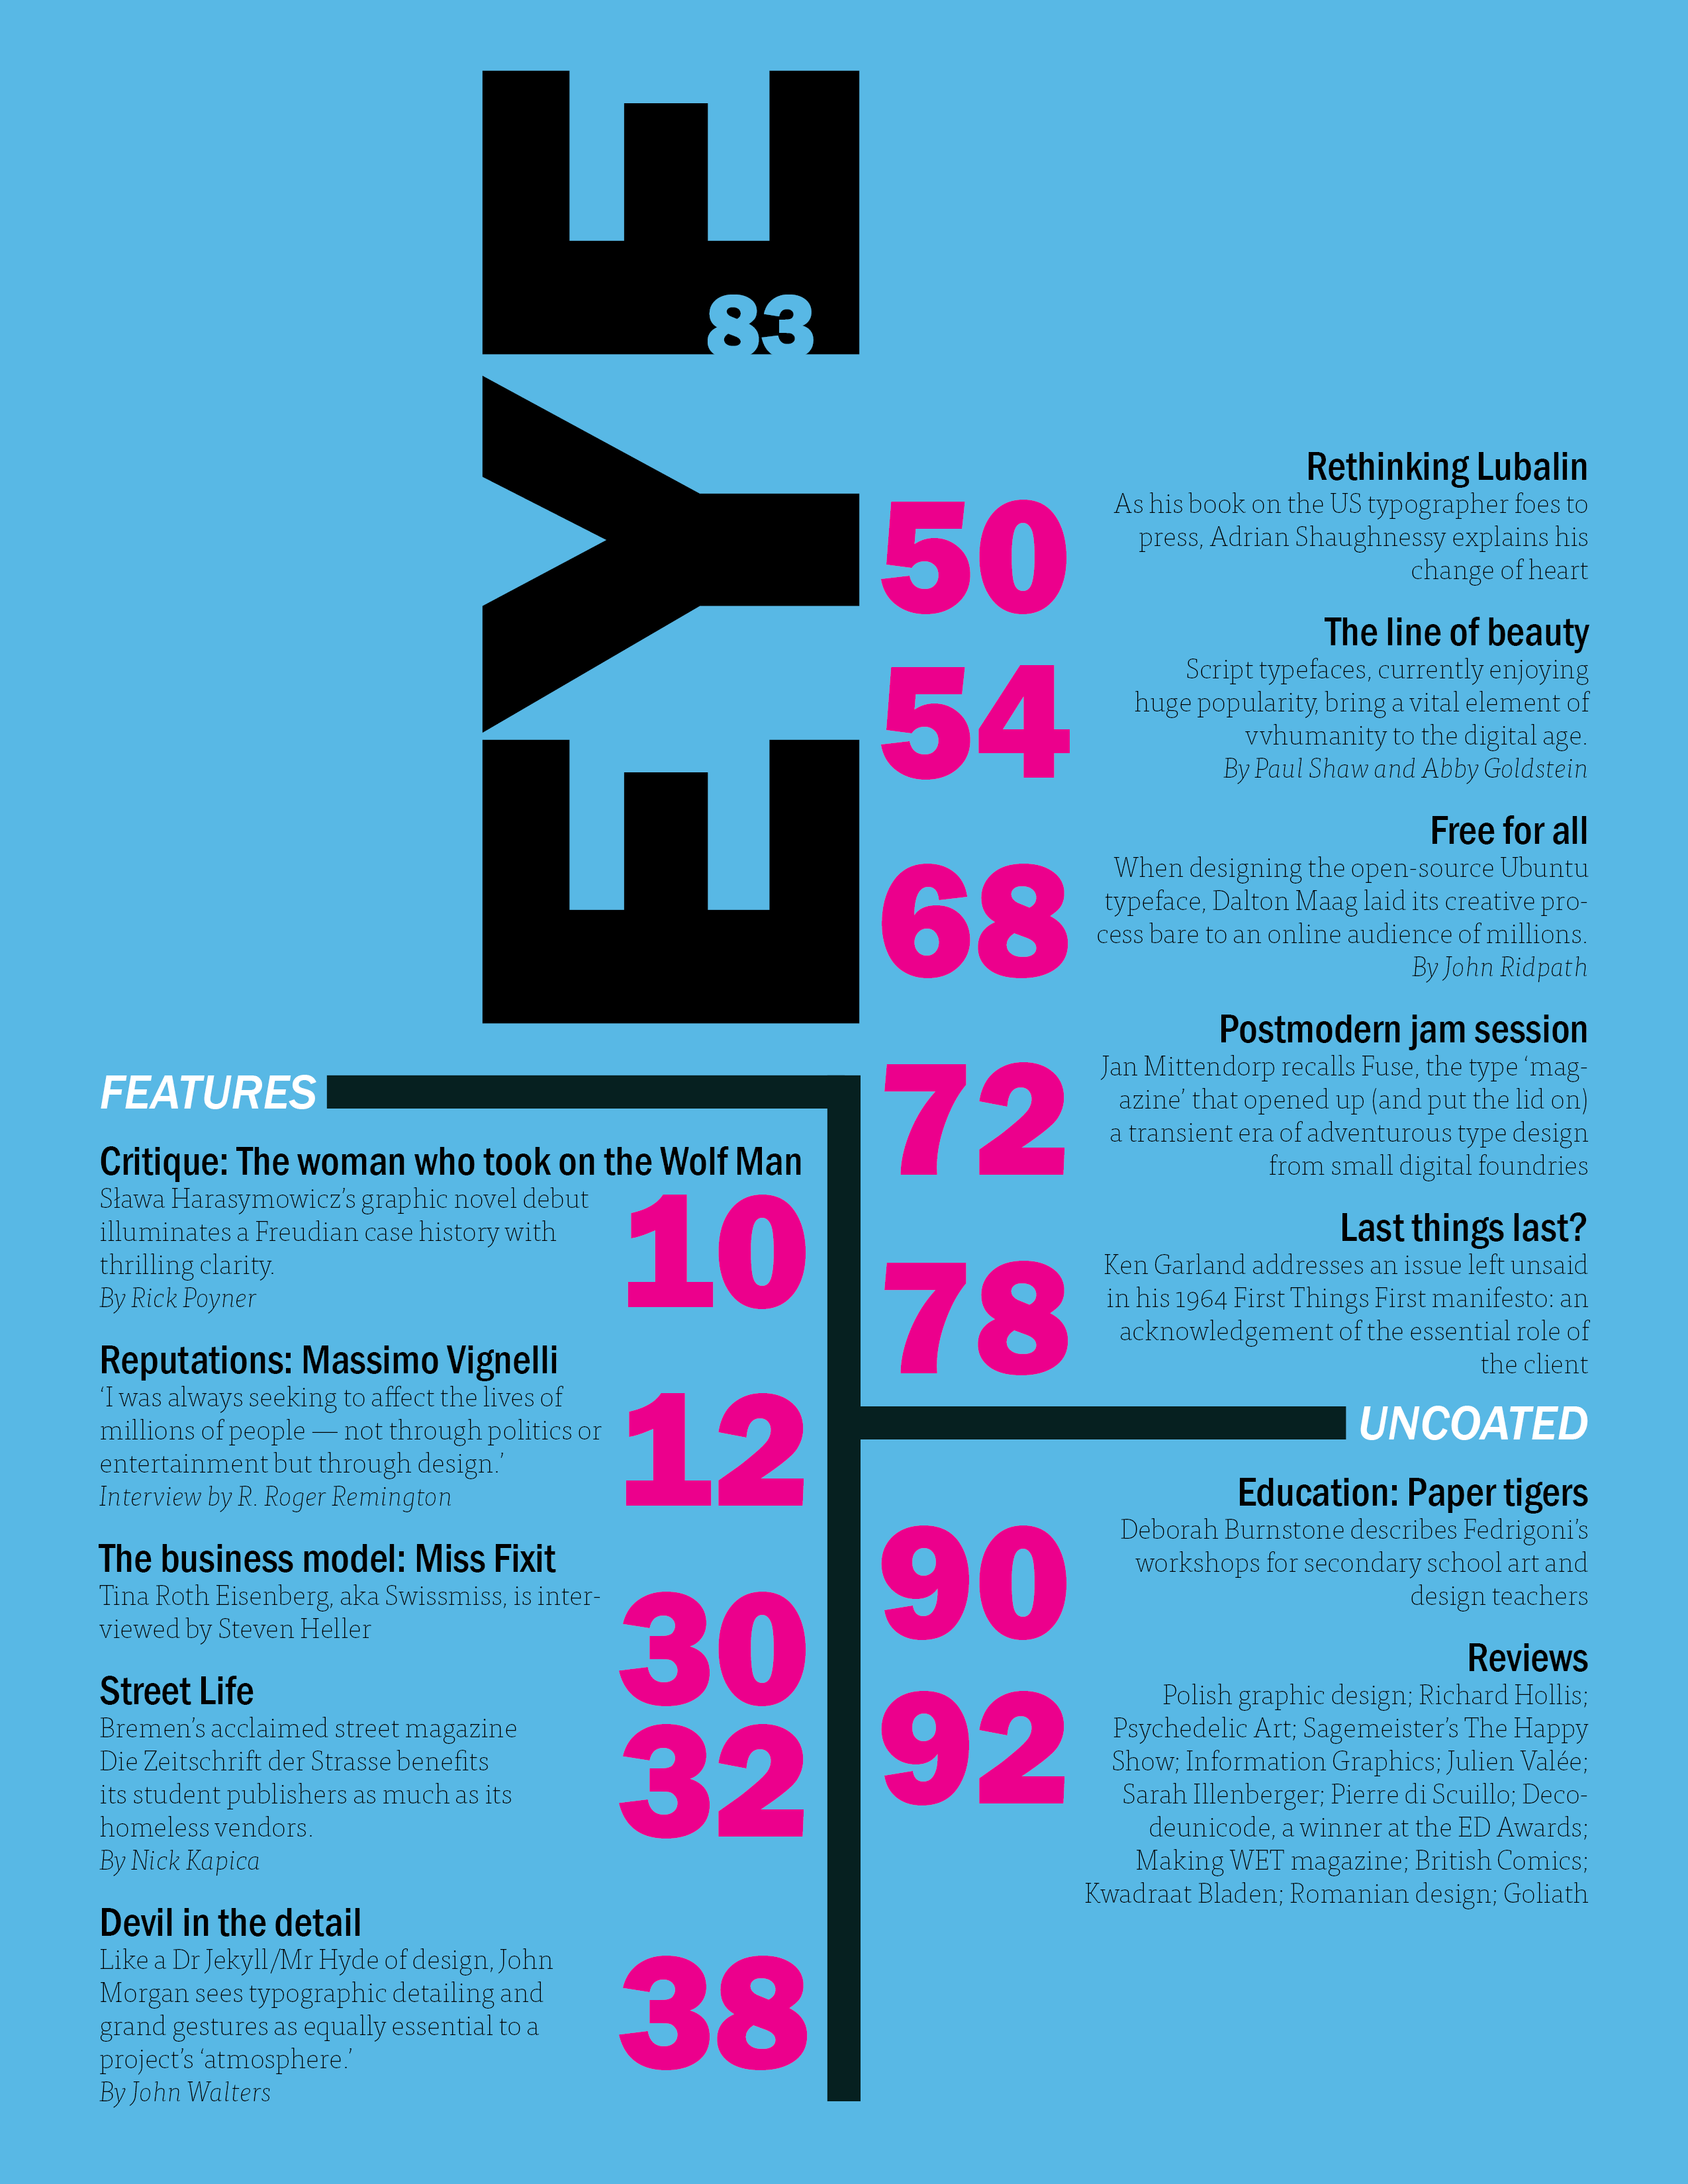 EYE
83
FEATURES
Critique: The woman who took on the Wolf Man
Sława Harasymowicz’s graphic novel debut
illuminates a Freudian case history with
thrilling clarity.
By Rick Poyner
10
Reputations: Massimo Vignelli
‘I was always seeking to affect the lives of
millions of people — not through politics or
entertainment but through design.’
Interview by R. Roger Remington
12
The business model: Miss Fixit
Tina Roth Eisenberg, aka Swissmiss, is inter-
viewed by Steven Heller
30
Street Life
Bremen’s acclaimed street magazine
Die Zeitschrift der Strasse benefits
its student publishers as much as its
homeless vendors.
By Nick Kapica
32
Devil in the detail
Like a Dr Jekyll/Mr Hyde of design, John
Morgan sees typographic detailing and
grand gestures as equally essential to a
project’s ‘atmosphere.’
By John Walters
38
Rethinking Lubalin
As his book on the US typographer foes to
press, Adrian Shaughnessy explains his
change of heart
50
The line of beauty
Script typefaces, currently enjoying
huge popularity, bring a vital element of
vvhumanity to the digital age.
By Paul Shaw and Abby Goldstein
54
Free for all
When designing the open-source Ubuntu
typeface, Dalton Maag laid its creative pro-
cess bare to an online audience of millions.
By John Ridpath
68
Postmodern jam session
Jan Mittendorp recalls Fuse, the type ‘mag-
azine’ that opened up (and put the lid on)
a transient era of adventurous type design
from small digital foundries
72
Last things last?
Ken Garland addresses an issue left unsaid
in his 1964 First Things First manifesto: an
acknowledgement of the essential role of
the client
78
UNCOATED
Education: Paper tigers
Deborah Burnstone describes Fedrigoni’s
workshops for secondary school art and
design teachers
90
Reviews
Polish graphic design; Richard Hollis;
Psychedelic Art; Sagemeister’s The Happy
Show; Information Graphics; Julien Valée;
Sarah Illenberger; Pierre di Scuillo; Deco-
deunicode, a winner at the ED Awards;
Making WET magazine; British Comics;
Kwadraat Bladen; Romanian design; Goliath
92